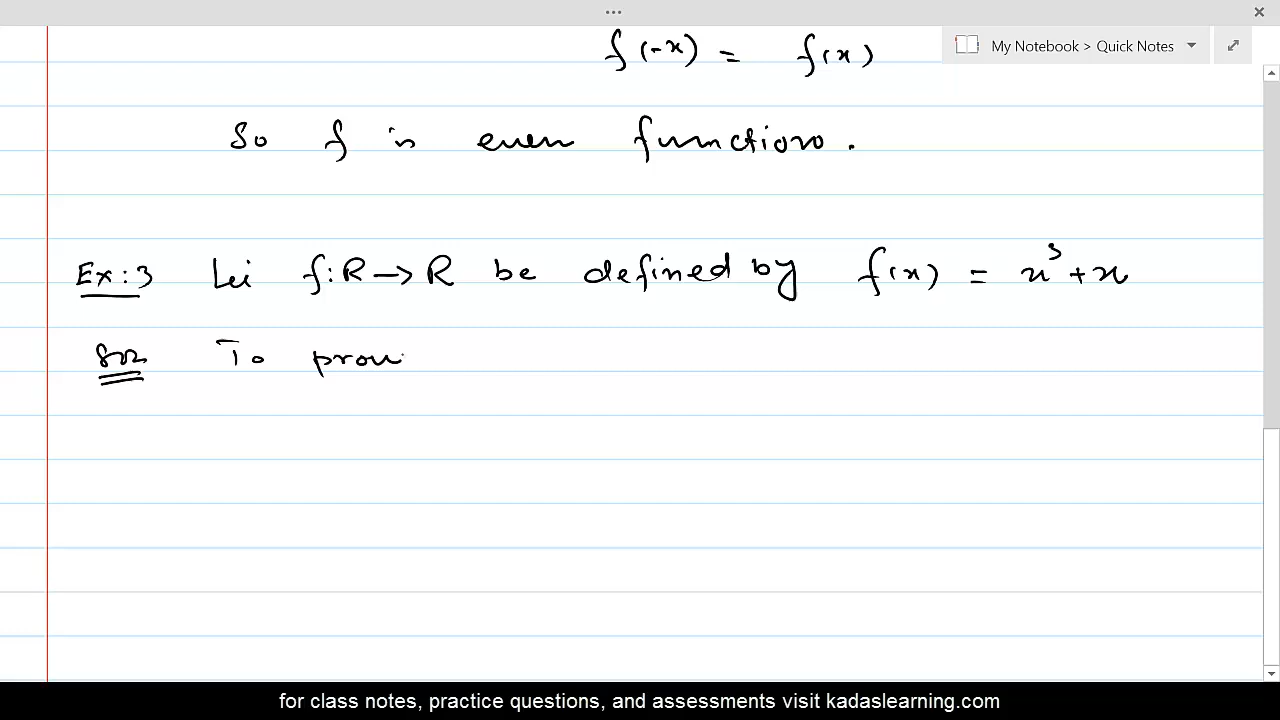 My Notebook > Quick Notes
f(-x) = f(x)
So f is even function.
Ex:3 Let f:R→R be defined by f(x) = x³+x
Sol To prov
for class notes, practice questions, and assessments visit kadaslearning.com